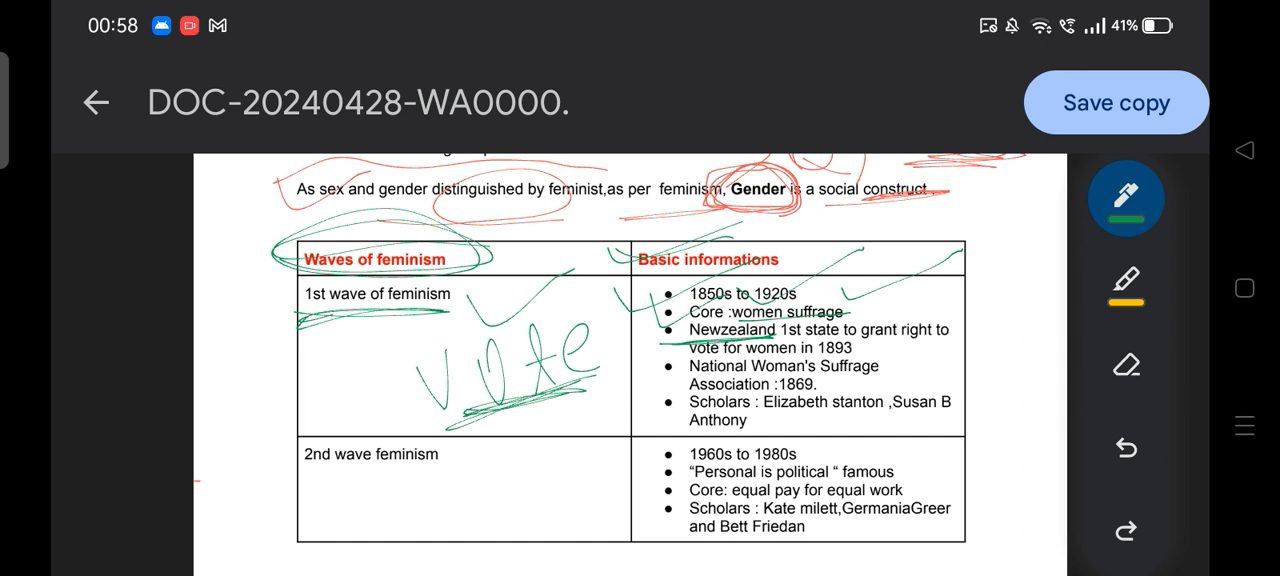 00:58
41%
DOC-20240428-WA0000.
Save copy
As sex and gender distinguished by feminist,as per feminism, Gender is a social construct
Waves of feminism
Basic informations
1st wave of feminism
vote
● 1850s to 1920s
● Core :women suffrage
● Newzealand 1st state to grant right to
vote for women in 1893
● National Woman's Suffrage
Association :1869.
● Scholars : Elizabeth stanton ,Susan B
Anthony
2nd wave feminism
● 1960s to 1980s
● “Personal is political “ famous
● Core: equal pay for equal work
● Scholars : Kate milett,GermaniaGreer
and Bett Friedan